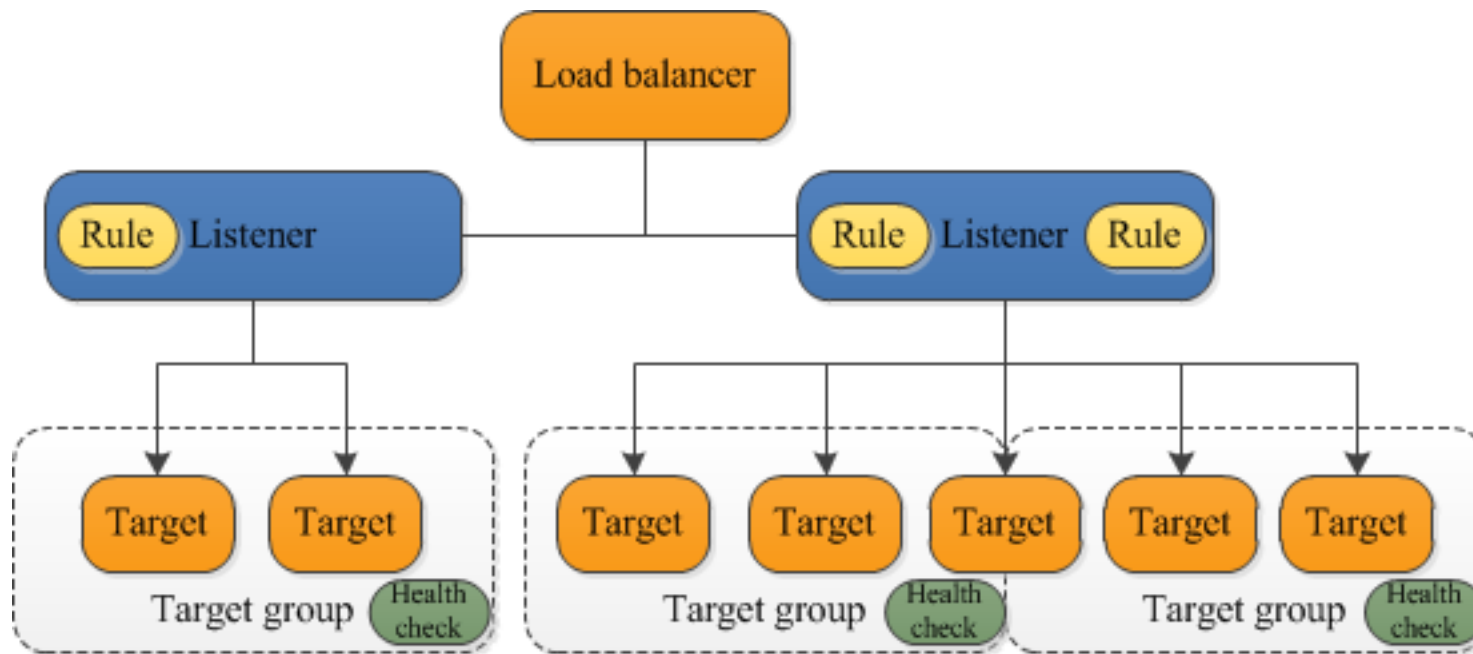 Load balancer
Rule Listener
Rule Listener Rule
Target Target
Target Target Target Target Target
Target group Health check
Target group Health check
Target group Health check